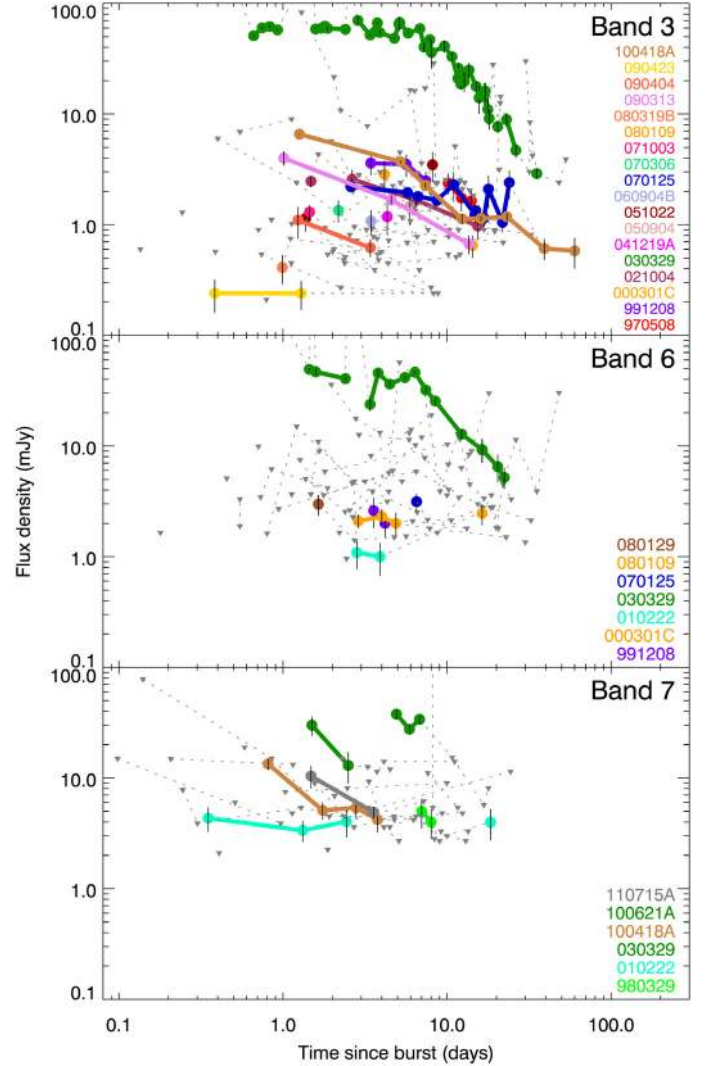 Band 3
100.0
100418A
090423
090404
090313
080319B
080109
071003
070306
070125
060904B
051022
050904
041219A
030329
021004
000301C
991208
970508
10.0
1.0
0.1
Band 6
100.0
10.0
1.0
0.1
080129
080109
070125
030329
010222
000301C
991208
Flux density (mJy)
Band 7
100.0
10.0
1.0
0.1
110715A
100621A
100418A
030329
010222
980329
0.1 1.0 10.0 100.0
Time since burst (days)